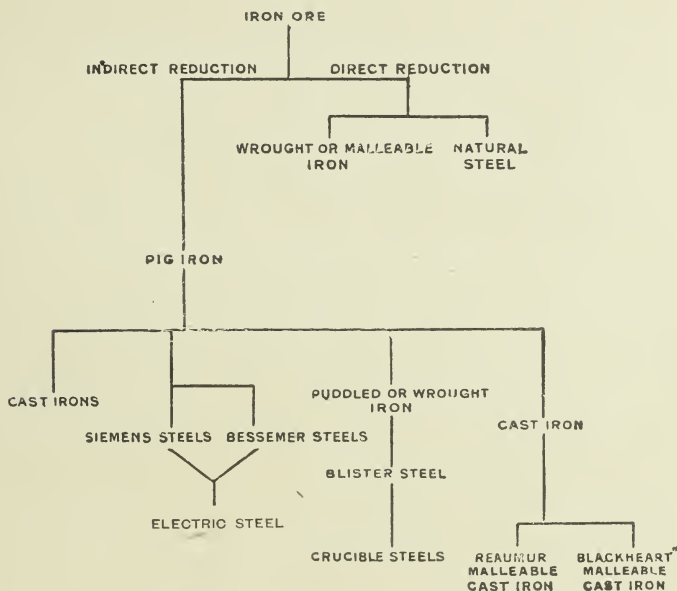 IRON ORE
INDIRECT REDUCTION
DIRECT REDUCTION
WROUGHT OR MALLEABLE
IRON
NATURAL
STEEL
PIG IRON
CAST IRONS
SIEMENS STEELS
BESSEMER STEELS
ELECTRIC STEEL
PUDDLED OR WROUGHT
IRON
BLISTER STEEL
CRUCIBLE STEELS
CAST IRON
REAUMUR
MALLEABLE
CAST IRON
BLACKHEART"
MALLEABLE
CAST IRON